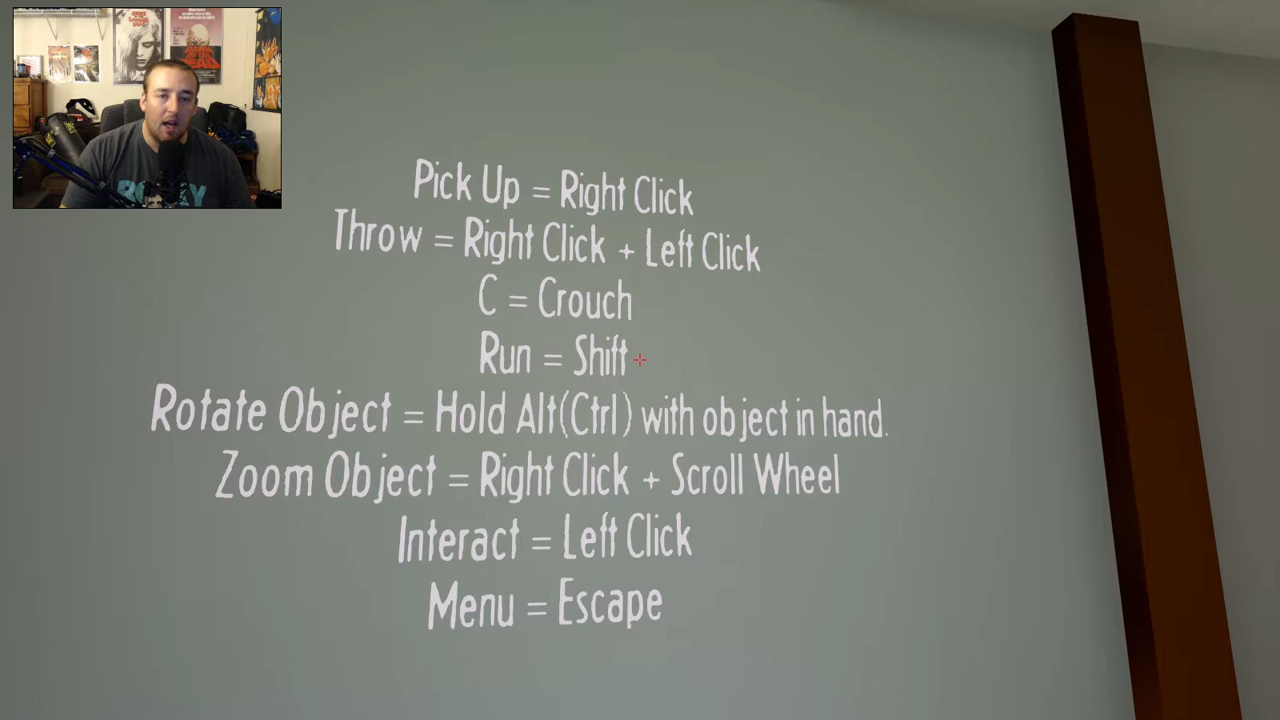 Pick Up = Right Click
Throw = Right Click + Left Click
C = Crouch
Run = Shift
Rotate Object = Hold Alt(Ctrl) with object in hand.
Zoom Object = Right Click + Scroll Wheel
Interact = Left Click
Menu = Escape